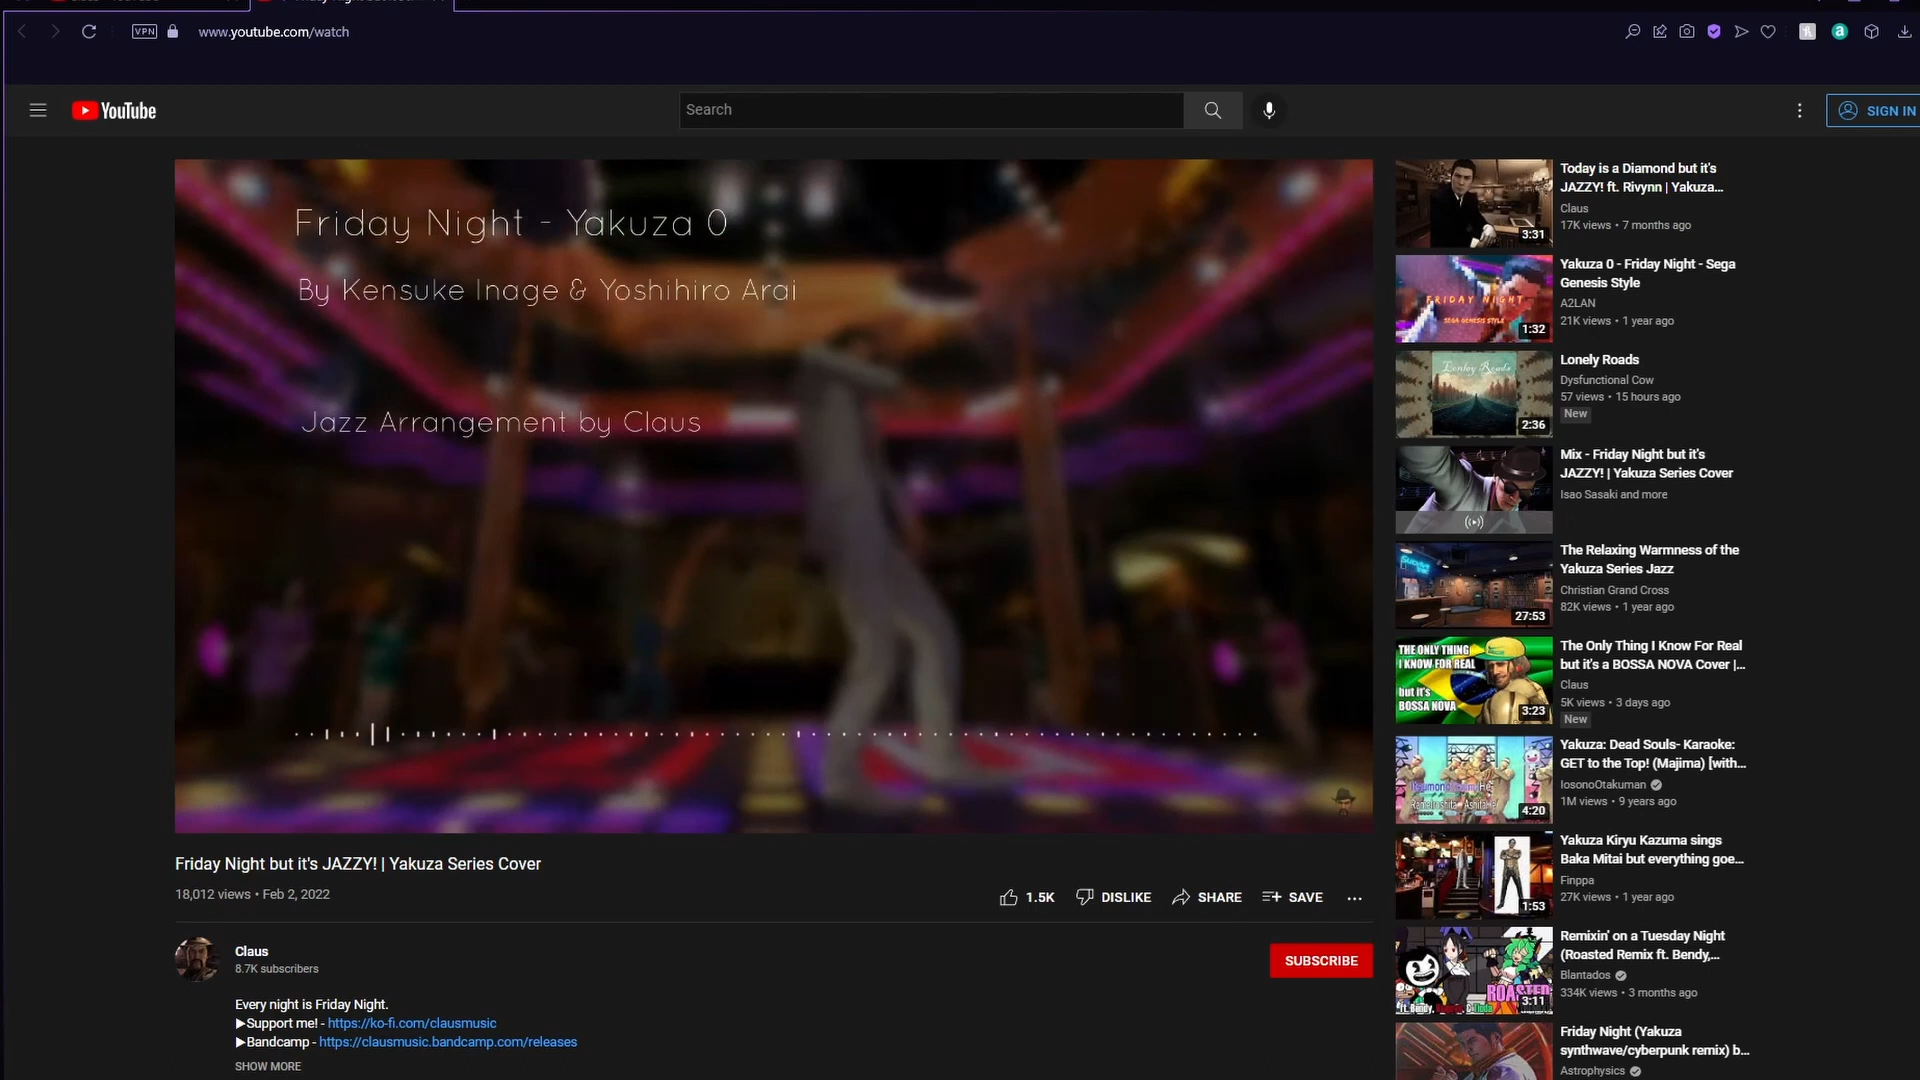 VPN
www.youtube.com/watch
YouTube
Search
SIGN IN
Friday Night - Yakuza 0
By Kensuke Inage & Yoshihiro Arai
Jazz Arrangement by Claus
Friday Night but it's JAZZY! | Yakuza Series Cover
18,012 views • Feb 2, 2022
1.5K
DISLIKE
SHARE
SAVE
Claus
8.7K subscribers
SUBSCRIBE
Every night is Friday Night.
▶Support me! - https://ko-fi.com/clausmusic
▶Bandcamp - https://clausmusic.bandcamp.com/releases
SHOW MORE
3:31
Today is a Diamond but it's
JAZZY! ft. Rivynn | Yakuza...
Claus
17K views • 7 months ago
FRIDAY NIGHT
SEGA GENESIS STYLE
1:32
Yakuza 0 - Friday Night - Sega
Genesis Style
A2LAN
21K views • 1 year ago
2:36
Lonely Roads
Dysfunctional Cow
57 views • 15 hours ago
New
Mix - Friday Night but it's
JAZZY! | Yakuza Series Cover
Isao Sasaki and more
27:53
The Relaxing Warmness of the
Yakuza Series Jazz
Christian Grand Cross
82K views • 1 year ago
THE ONLY THING
I KNOW FOR REAL
but it's
BOSSA NOVA
3:23
The Only Thing I Know For Real
but it's a BOSSA NOVA Cover |...
Claus
5K views • 3 days ago
New
4:20
Yakuza: Dead Souls- Karaoke:
GET to the Top! (Majima) [with...
IosonoOtakuman
1M views • 9 years ago
1:53
Yakuza Kiryu Kazuma sings
Baka Mitai but everything goe...
Finppa
27K views • 1 year ago
ROASTED
3:11
Remixin' on a Tuesday Night
(Roasted Remix ft. Bendy,...
Blantados
334K views • 3 months ago
Friday Night (Yakuza
synthwave/cyberpunk remix) b...
Astrophysics